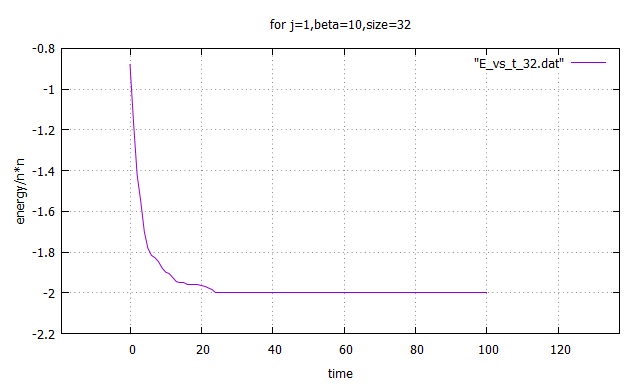 for j=1,beta=10,size=32
"E_vs_t_32.dat"
energy/n*n
-0.8
-1
-1.2
-1.4
-1.6
-1.8
-2
-2.2
0 20 40 60 80 100 120
time